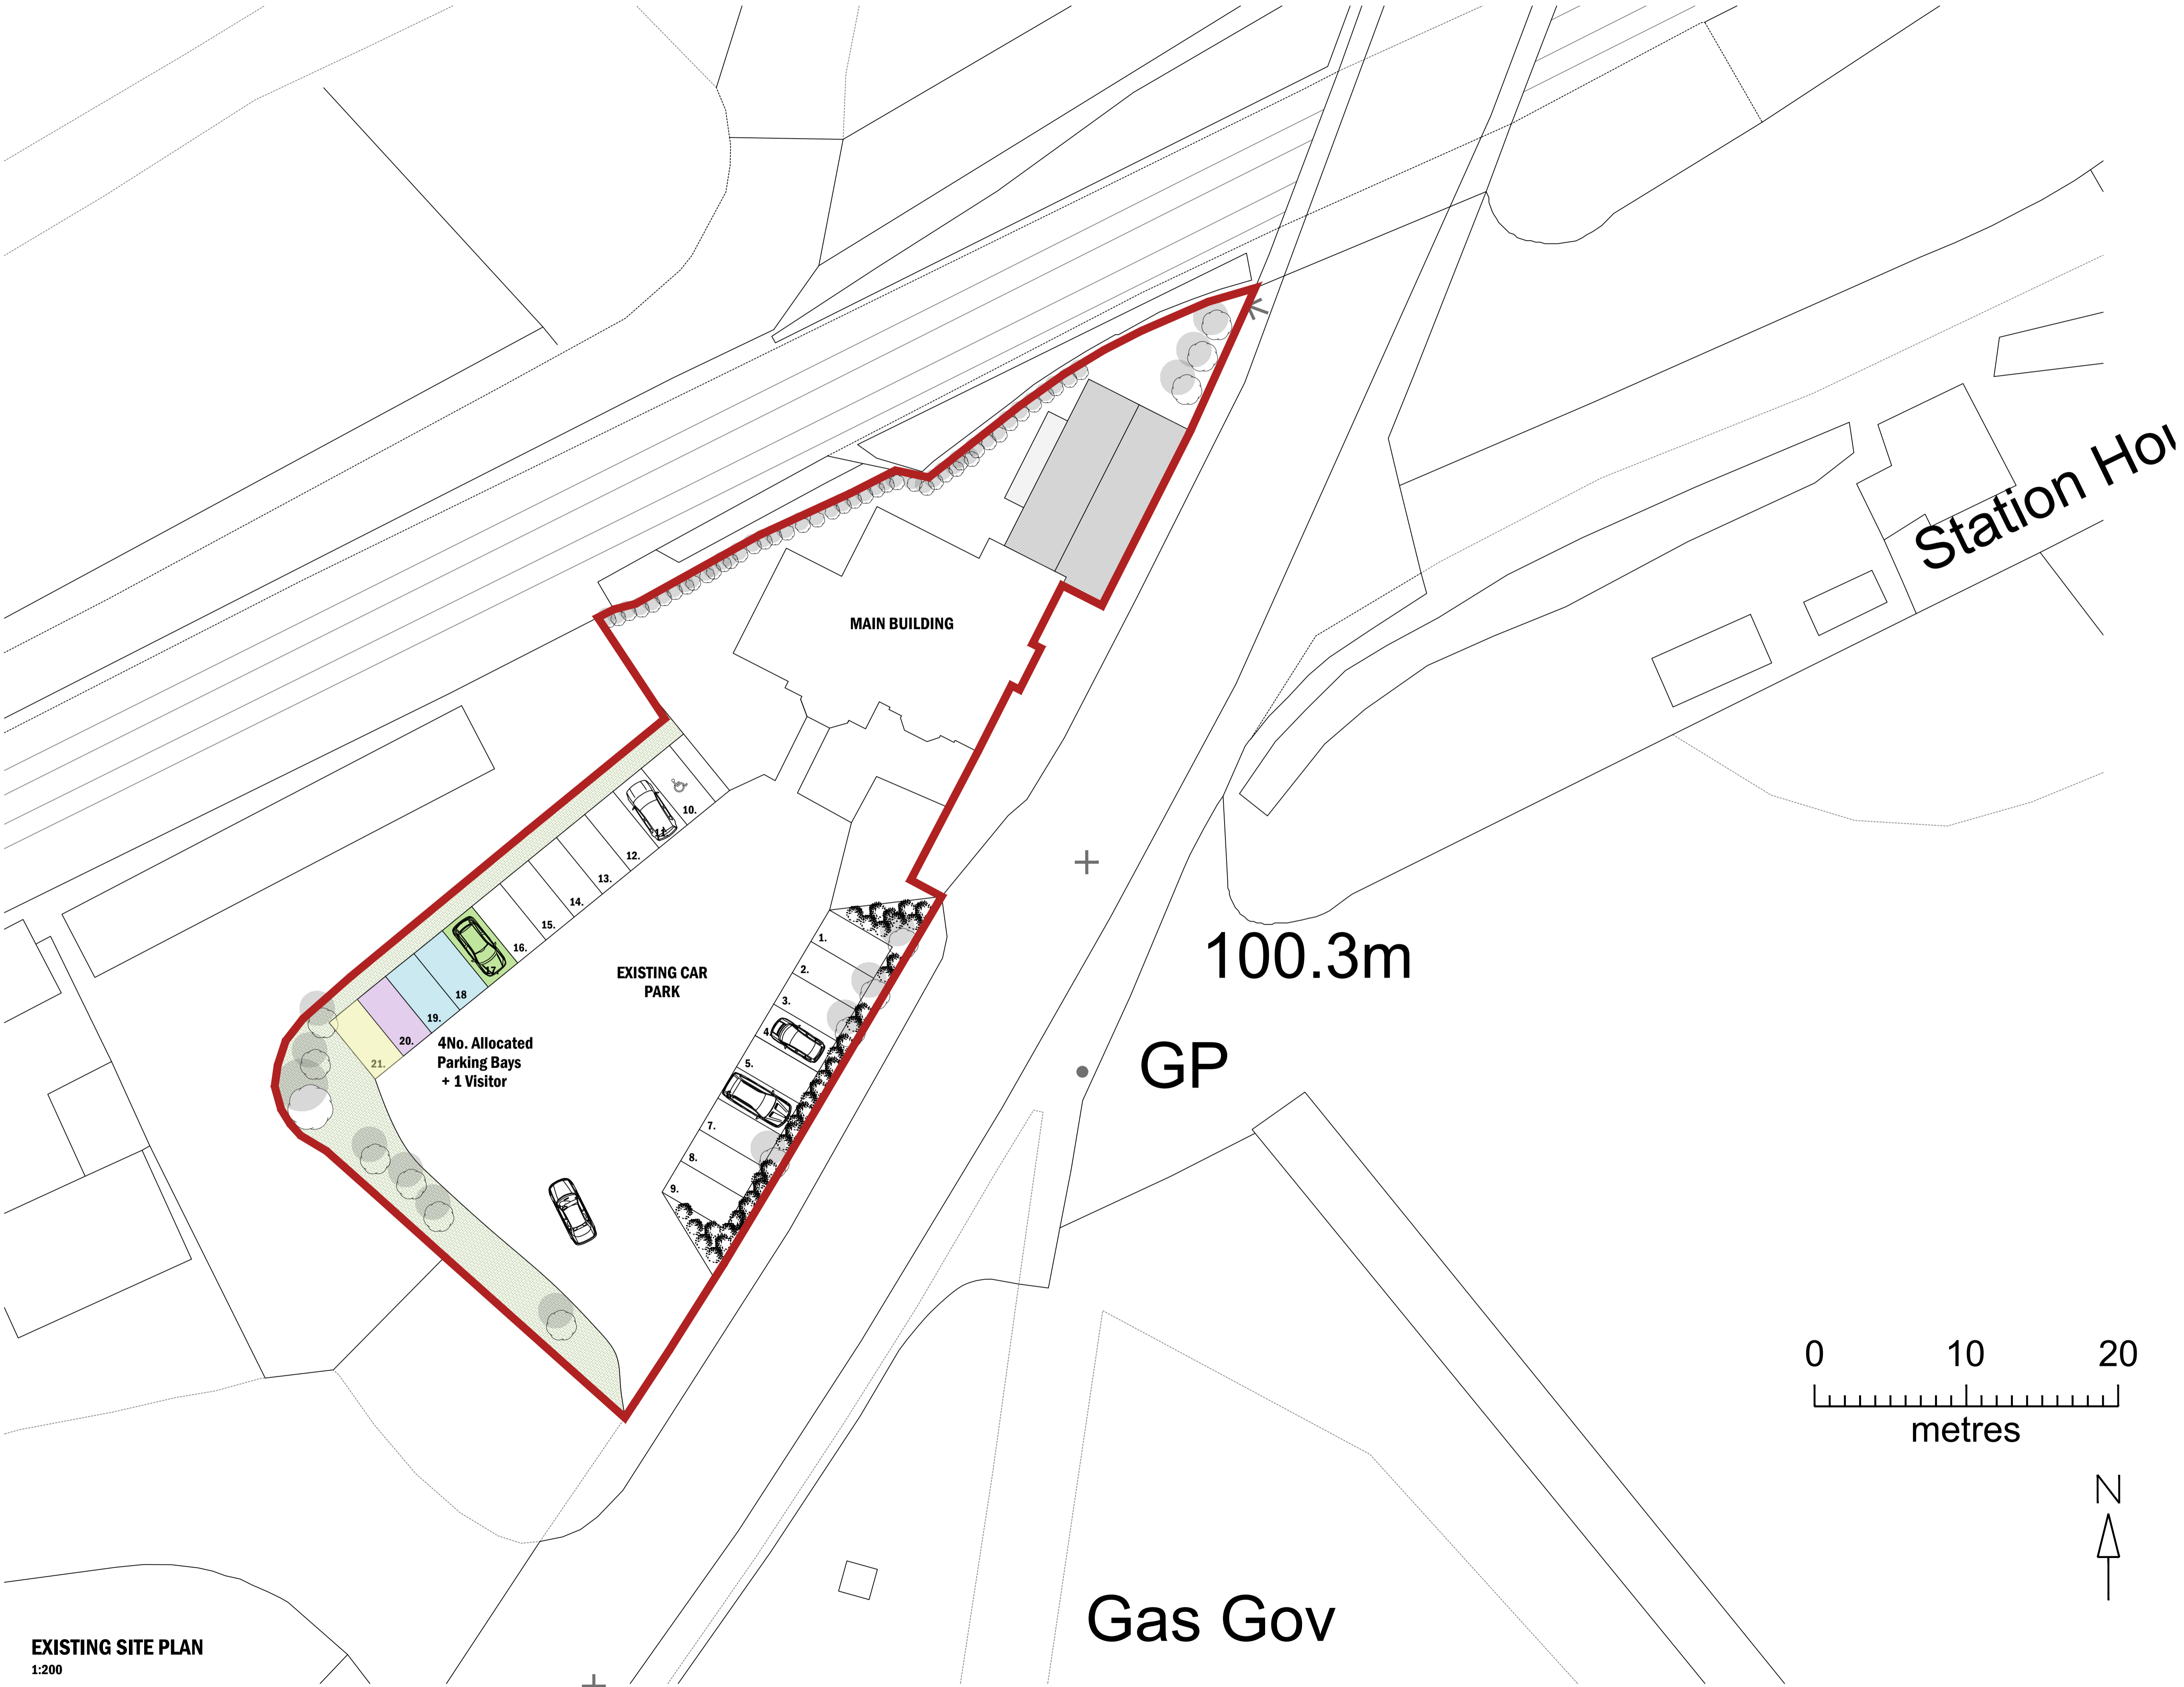 Station Hou
MAIN BUILDING
10.
11.
12.
13.
14.
15.
16.
17.
18
19.
20.
21.
EXISTING CAR
PARK
4No. Allocated
Parking Bays
+ 1 Visitor
1.
2.
3.
4.
5.
7.
8.
9.
100.3m
GP
0 10 20
metres
N
Gas Gov
EXISTING SITE PLAN
1:200